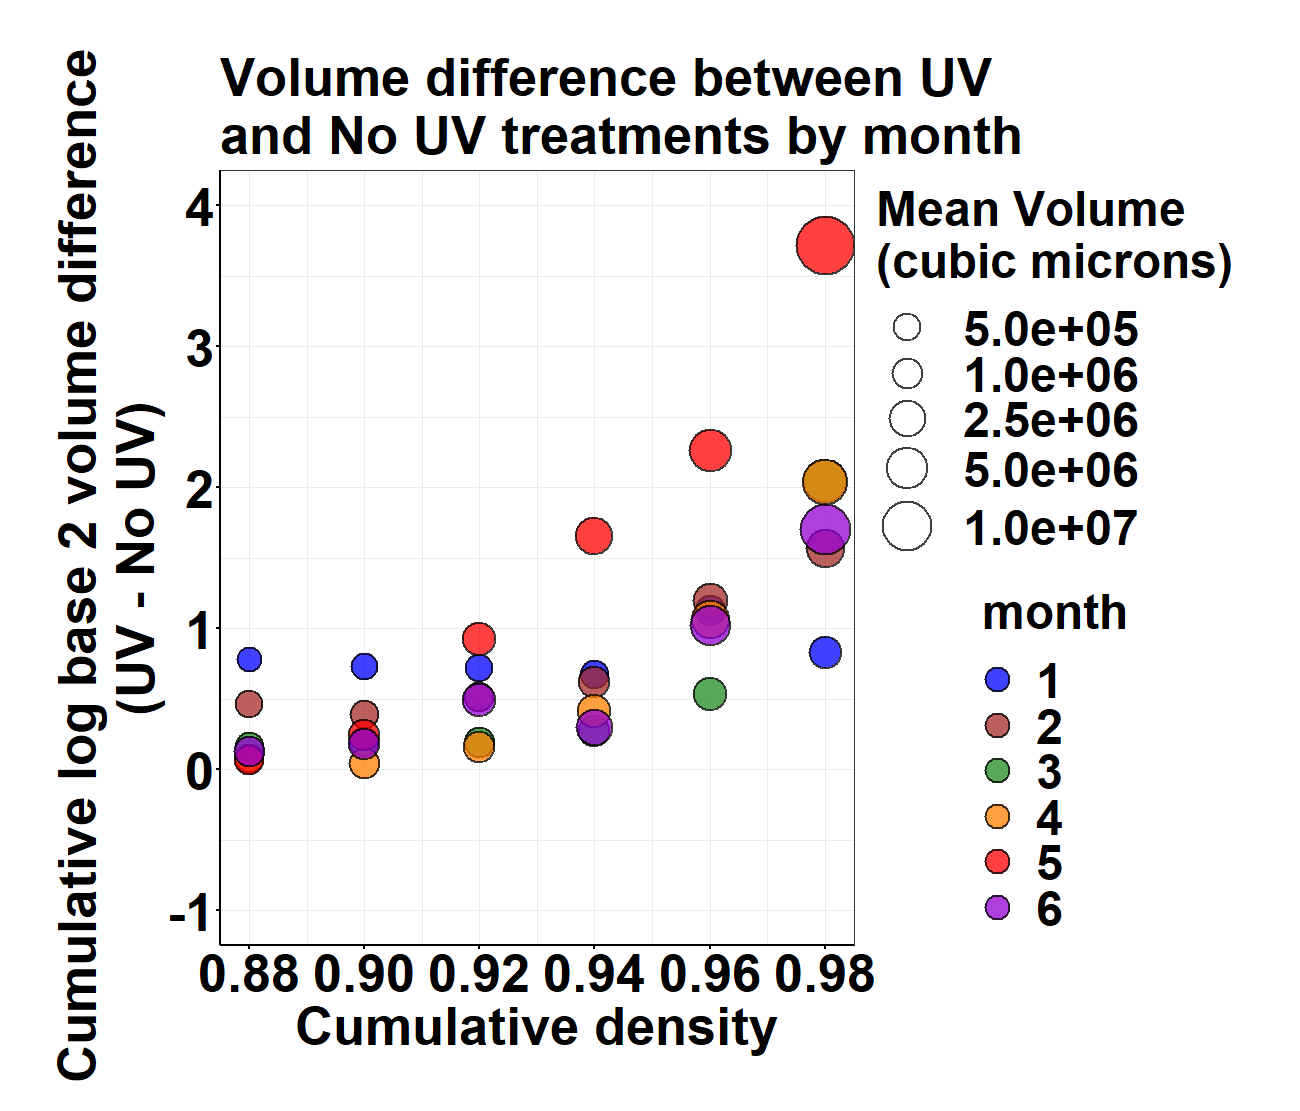 Volume difference between UV
and No UV treatments by month
Cumulative log base 2 volume difference
(UV - No UV)
4
3
2
1
0
-1
0.88 0.90 0.92 0.94 0.96 0.98
Cumulative density
Mean Volume
(cubic microns)
5.0e+05
1.0e+06
2.5e+06
5.0e+06
1.0e+07
month
1
2
3
4
5
6